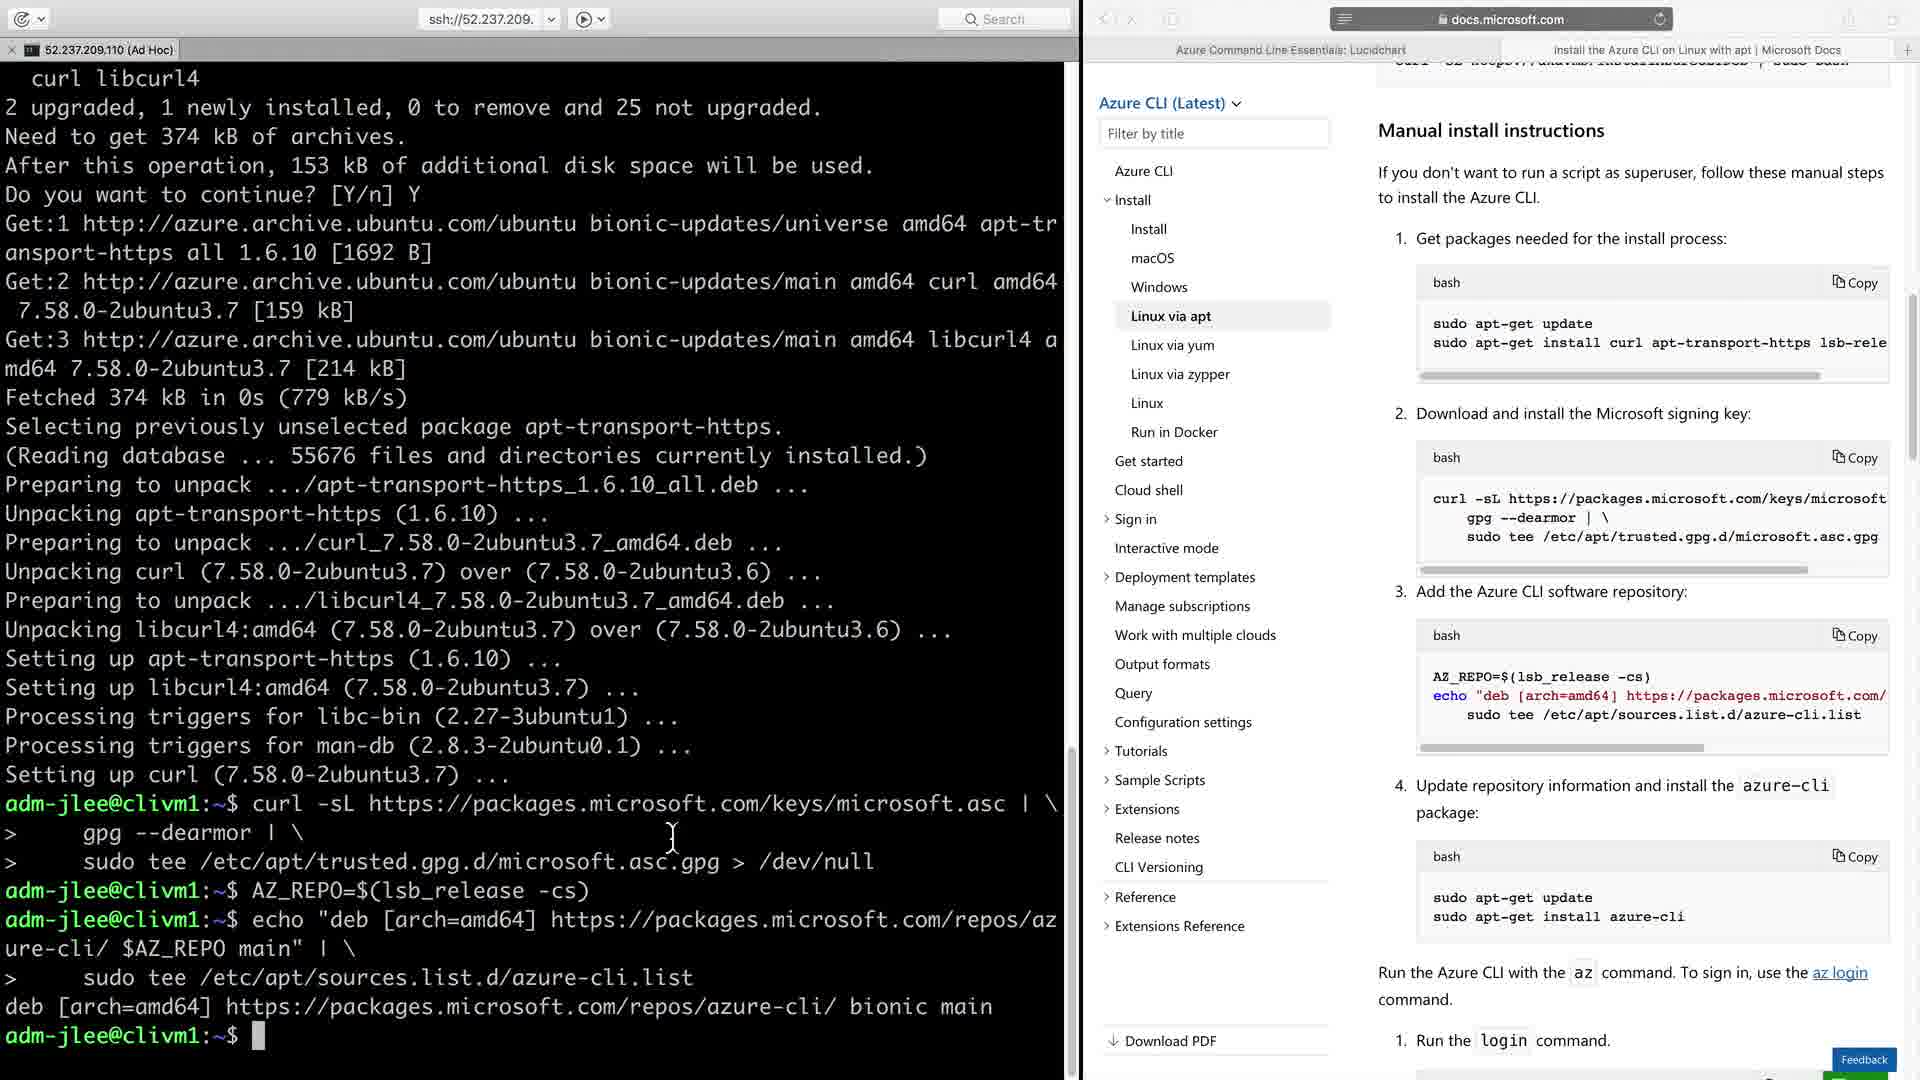 ssh://52.237.209.
Search
52.237.209.110 (Ad Hoc)
curl libcurl4
2 upgraded, 1 newly installed, 0 to remove and 25 not upgraded.
Need to get 374 kB of archives.
After this operation, 153 kB of additional disk space will be used.
Do you want to continue? [Y/n] Y
Get:1 http://azure.archive.ubuntu.com/ubuntu bionic-updates/universe amd64 apt-tr
ansport-https all 1.6.10 [1692 B]
Get:2 http://azure.archive.ubuntu.com/ubuntu bionic-updates/main amd64 curl amd64
7.58.0-2ubuntu3.7 [159 kB]
Get:3 http://azure.archive.ubuntu.com/ubuntu bionic-updates/main amd64 libcurl4 a
md64 7.58.0-2ubuntu3.7 [214 kB]
Fetched 374 kB in 0s (779 kB/s)
Selecting previously unselected package apt-transport-https.
(Reading database ... 55676 files and directories currently installed.)
Preparing to unpack .../apt-transport-https_1.6.10_all.deb ...
Unpacking apt-transport-https (1.6.10) ...
Preparing to unpack .../curl_7.58.0-2ubuntu3.7_amd64.deb ...
Unpacking curl (7.58.0-2ubuntu3.7) over (7.58.0-2ubuntu3.6) ...
Preparing to unpack .../libcurl4_7.58.0-2ubuntu3.7_amd64.deb ...
Unpacking libcurl4:amd64 (7.58.0-2ubuntu3.7) over (7.58.0-2ubuntu3.6) ...
Setting up apt-transport-https (1.6.10) ...
Setting up libcurl4:amd64 (7.58.0-2ubuntu3.7) ...
Processing triggers for libc-bin (2.27-3ubuntu1) ...
Processing triggers for man-db (2.8.3-2ubuntu0.1) ...
Setting up curl (7.58.0-2ubuntu3.7) ...
adm-jlee@clivm1:~$ curl -sL https://packages.microsoft.com/keys/microsoft.asc | \
>     gpg --dearmor | \
>     sudo tee /etc/apt/trusted.gpg.d/microsoft.asc.gpg > /dev/null
adm-jlee@clivm1:~$ AZ_REPO=$(lsb_release -cs)
adm-jlee@clivm1:~$ echo "deb [arch=amd64] https://packages.microsoft.com/repos/az
ure-cli/ $AZ_REPO main" | \
>     sudo tee /etc/apt/sources.list.d/azure-cli.list
deb [arch=amd64] https://packages.microsoft.com/repos/azure-cli/ bionic main
adm-jlee@clivm1:~$
docs.microsoft.com
Azure Command Line Essentials: Lucidchart
Install the Azure CLI on Linux with apt | Microsoft Docs
Azure CLI (Latest)
Filter by title
Azure CLI
Install
Install
macOS
Windows
Linux via apt
Linux via yum
Linux via zypper
Linux
Run in Docker
Get started
Cloud shell
Sign in
Interactive mode
Deployment templates
Manage subscriptions
Work with multiple clouds
Output formats
Query
Configuration settings
Tutorials
Sample Scripts
Extensions
Release notes
CLI Versioning
Reference
Extensions Reference
Download PDF
Manual install instructions
If you don't want to run a script as superuser, follow these manual steps
to install the Azure CLI.
1. Get packages needed for the install process:
bash
Copy
sudo apt-get update
sudo apt-get install curl apt-transport-https lsb-rele
2. Download and install the Microsoft signing key:
bash
Copy
curl -sL https://packages.microsoft.com/keys/microsoft
gpg --dearmor | \
sudo tee /etc/apt/trusted.gpg.d/microsoft.asc.gpg
3. Add the Azure CLI software repository:
bash
Copy
AZ_REPO=$(lsb_release -cs)
echo "deb [arch=amd64] https://packages.microsoft.com/
sudo tee /etc/apt/sources.list.d/azure-cli.list
4. Update repository information and install the azure-cli
package:
bash
Copy
sudo apt-get update
sudo apt-get install azure-cli
Run the Azure CLI with the az command. To sign in, use the az login
command.
1. Run the login command.
Feedback